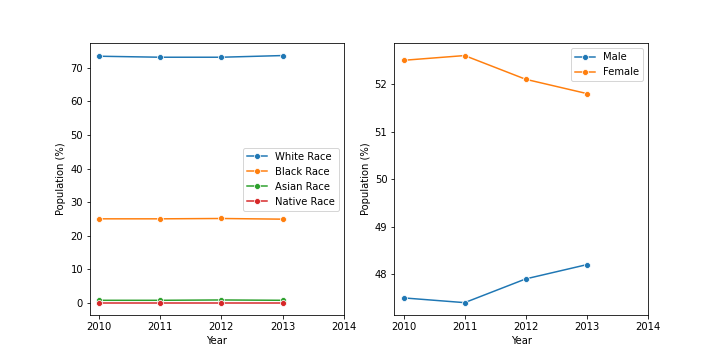 70
60
50
40
30
20
10
0
Population (%)
2010 2011 2012 2013 2014
Year
White Race
Black Race
Asian Race
Native Race
52
51
50
49
48
Population (%)
2010 2011 2012 2013 2014
Year
Male
Female